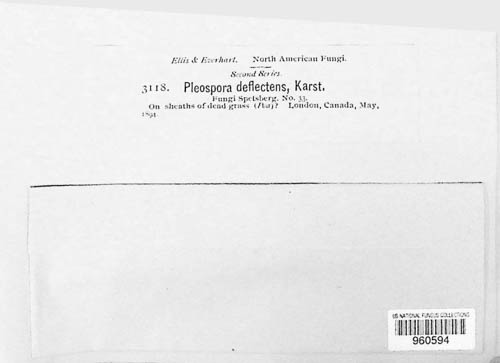 Ellis & Everhart. North American Fungi.
Second Series.
3118. Pleospora deflectens, Karst.
Fungi Spetsberg. No. 33.
On sheaths of dead grass (Poa)? London, Canada, May,
1894.
US NATIONAL FUNGUS COLLECTIONS
960594